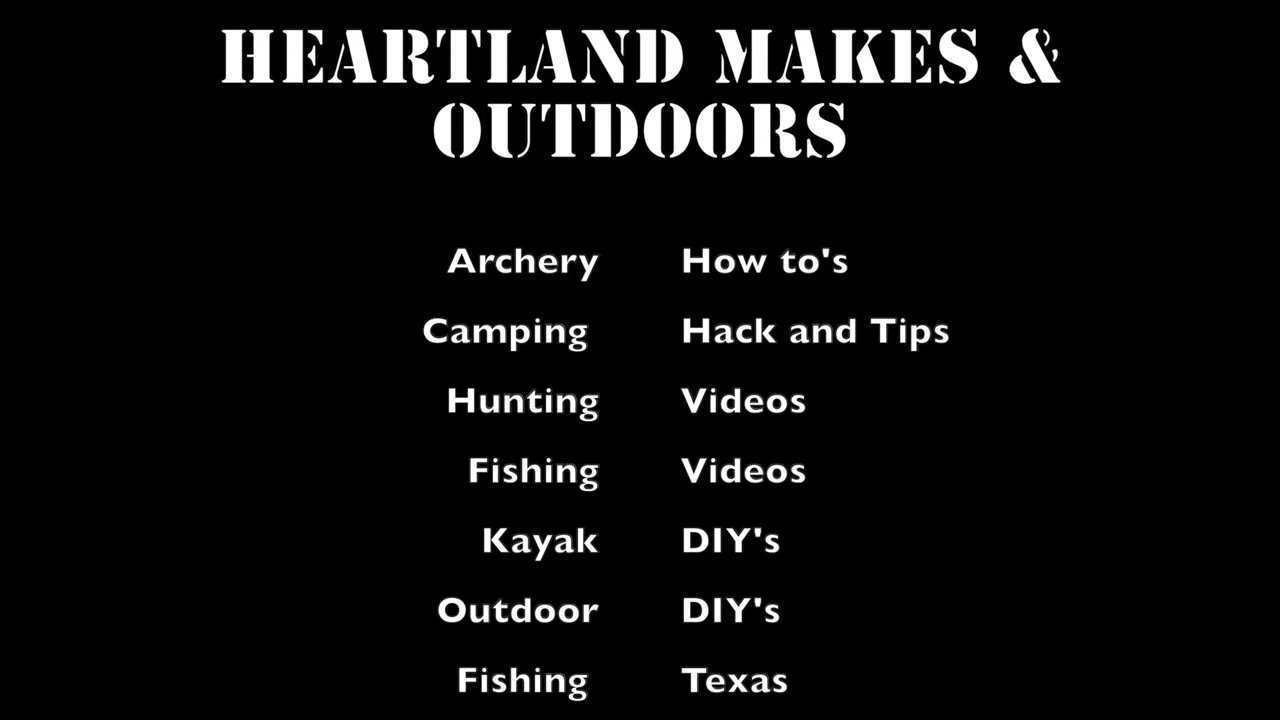 HEARTLAND MAKES &
OUTDOORS
Archery How to's
Camping Hack and Tips
Hunting Videos
Fishing Videos
Kayak DIY's
Outdoor DIY's
Fishing Texas